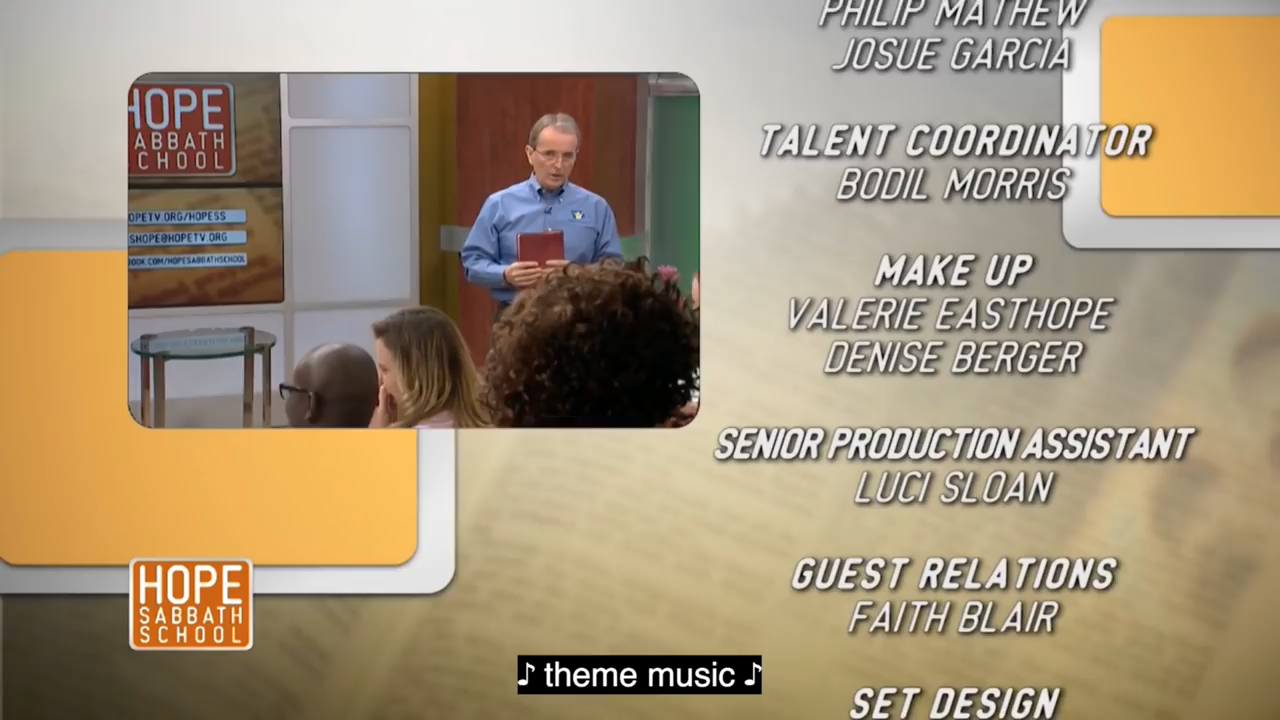 PHILIP MATHEW
JOSUE GARCIA
TALENT COORDINATOR
BODIL MORRIS
MAKE UP
VALERIE EASTHOPE
DENISE BERGER
SENIOR PRODUCTION ASSISTANT
LUCI SLOAN
GUEST RELATIONS
FAITH BLAIR
SET DESIGN
HOPE
SABBATH
SCHOOL
OPETV.ORG/HOPESS
SHOPE@HOPETV.ORG
OOK.COM/HOPESABBATHSCHOOL
HOPE
SABBATH
SCHOOL
♪ theme music ♪